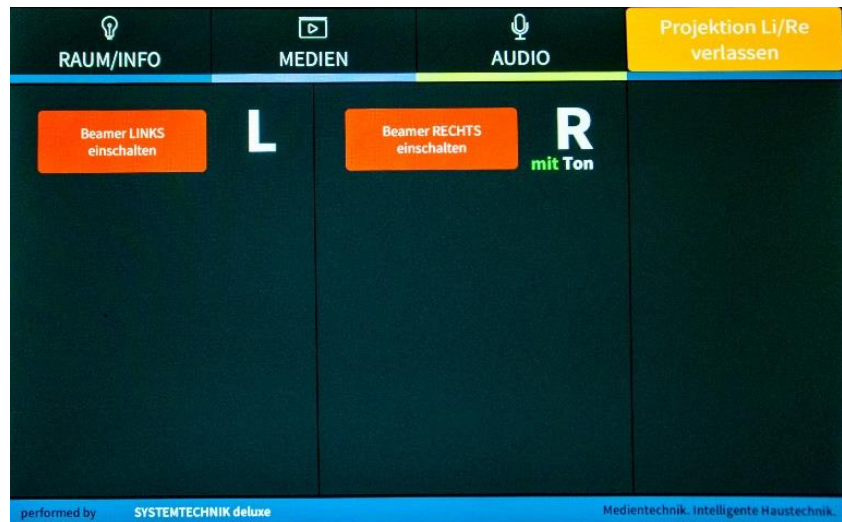 RAUM/INFO
MEDIEN
AUDIO
Projektion Li/Re
verlassen
Beamer LINKS
einschalten
L
Beamer RECHTS
einschalten
R
mit Ton
performed by SYSTEMTECHNIK deluxe
Medientechnik. Intelligente Haustechnik.